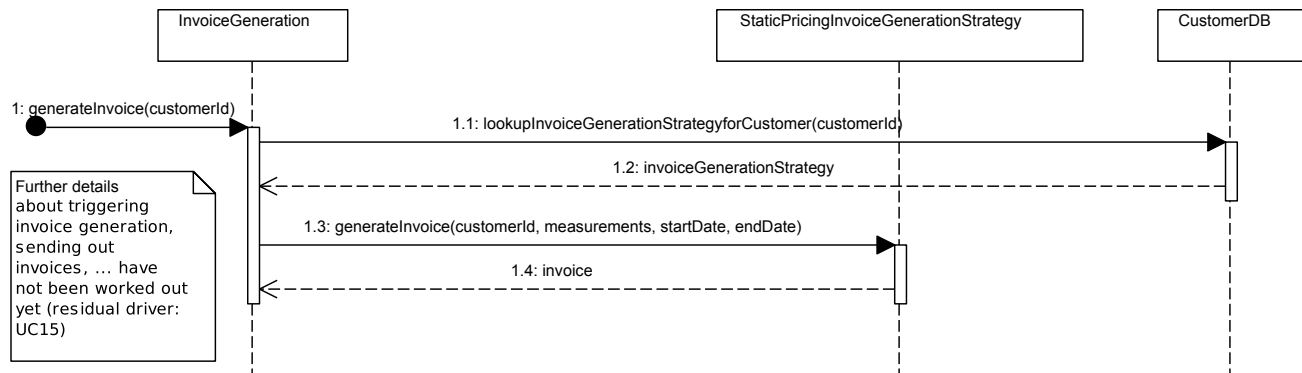 InvoiceGeneration
StaticPricingInvoiceGenerationStrategy
CustomerDB
1: generateInvoice(customerId)
1.1: lookupInvoiceGenerationStrategyforCustomer(customerId)
1.2: invoiceGenerationStrategy
Further details
about triggering
invoice generation,
sending out
invoices, ... have
not been worked out
yet (residual driver:
UC15)
1.3: generateInvoice(customerId, measurements, startDate, endDate)
1.4: invoice